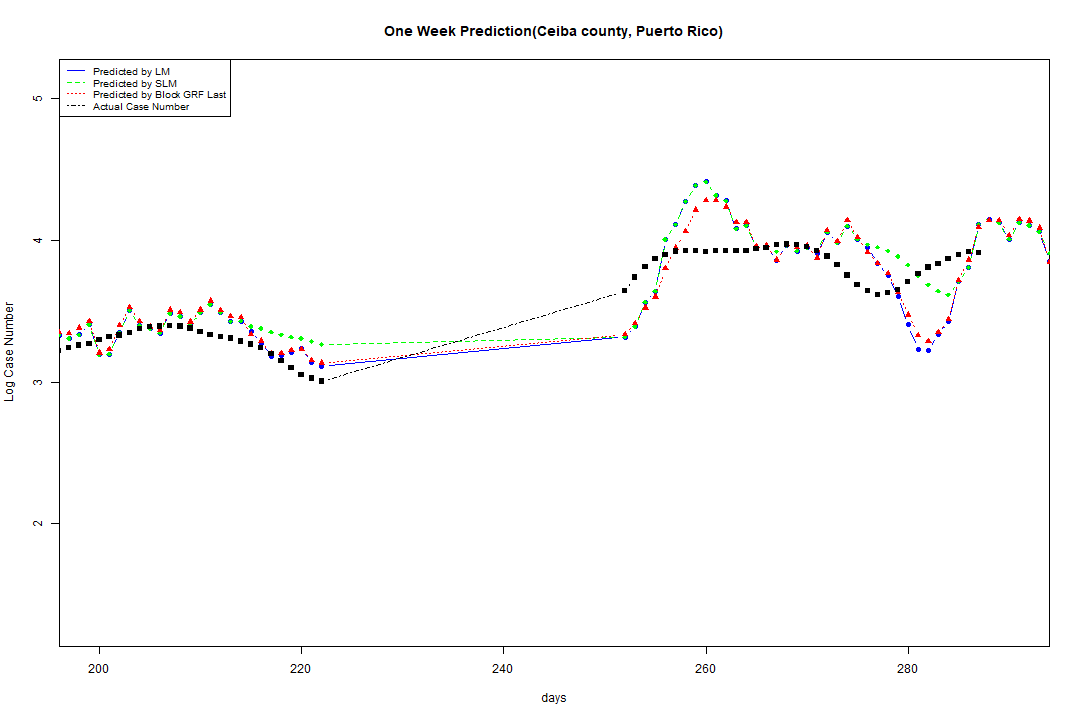 One Week Prediction(Ceiba county, Puerto Rico)
Predicted by LM
Predicted by SLM
Predicted by Block GRF Last
Actual Case Number
5
4
3
2
Log Case Number
200 220 240 260 280
days